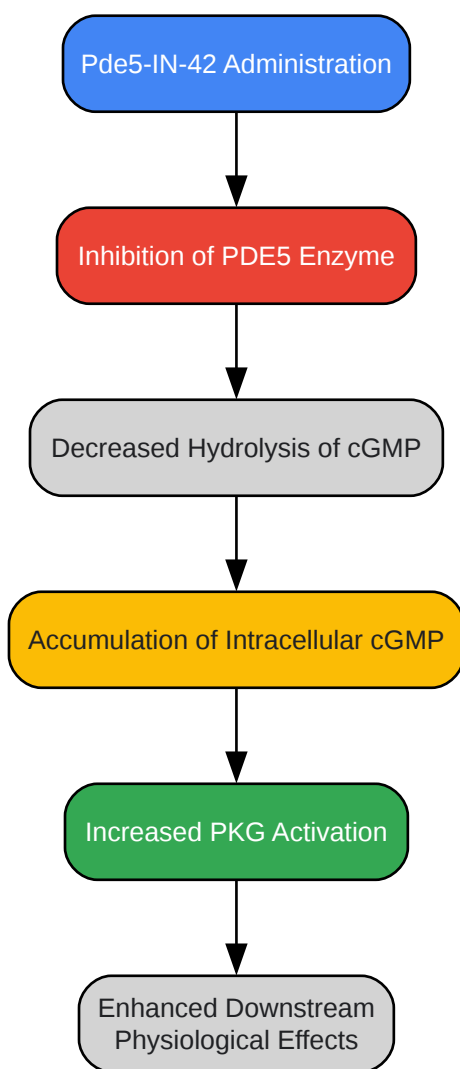 Pde5-IN-42 Administration
Inhibition of PDE5 Enzyme
Decreased Hydrolysis of cGMP
Accumulation of Intracellular cGMP
Increased PKG Activation
Enhanced Downstream
Physiological Effects